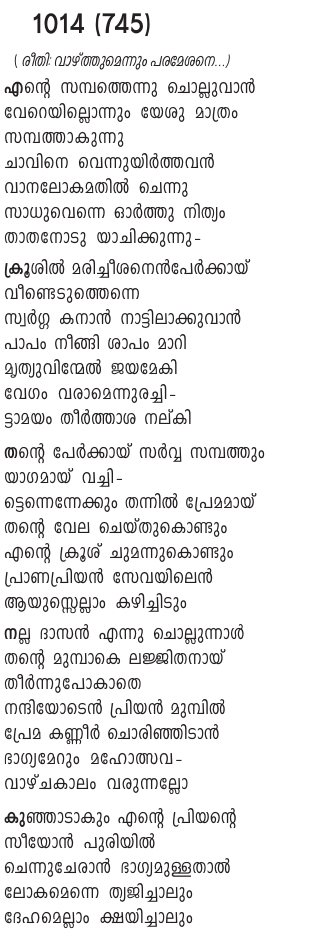 1014 (745)
( രീതി: വാഴ്ത്തുമെന്നും പരമേശനെ...)
എന്റെ സമ്പത്തെന്നു ചൊല്ലുവാൻ
വേറെയില്ലൊന്നും യേശു മാത്രം
സമ്പത്താകുന്നു
ചാവിനെ വെന്നുയിർത്തവൻ
വാനലോകമതിൽ ചെന്നു
സാധുവെന്നെ ഓർത്തു നിത്യം
താതനോടു യാചിക്കുന്നു-
ക്രൂശിൽ മരിച്ചീശനെൻപേർക്കായ്
വീണ്ടെടുത്തെന്നെ
സ്വർഗ്ഗ കനാൻ നാട്ടിലാക്കുവാൻ
പാപം നീങ്ങി ശാപം മാറി
മൃത്യുവിന്മേൽ ജയമേകി
വേഗം വരാമെന്നുരച്ചി-
ട്ടാമയം തീർത്താശ നല്കി
തന്റെ പേർക്കായ് സർവ്വ സമ്പത്തും
യാഗമായ് വച്ചി-
ട്ടെന്നെന്നേക്കും തന്നിൽ പ്രേമമായ്
തന്റെ വേല ചെയ്തുകൊണ്ടും
എന്റെ ക്രൂശ് ചുമന്നുകൊണ്ടും
പ്രാണപ്രിയൻ സേവയിലെൻ
ആയുസ്സെല്ലാം കഴിച്ചിടും
നല്ല ദാസൻ എന്നു ചൊല്ലുന്നാൾ
തന്റെ മുമ്പാകെ ലജ്ജിതനായ്
തീർന്നുപോകാതെ
നന്ദിയോടെൻ പ്രിയൻ മുമ്പിൽ
പ്രേമ കണ്ണീർ ചൊരിഞ്ഞിടാൻ
ഭാഗ്യമേറും മഹോത്സവ-
വാഴ്ചകാലം വരുന്നല്ലോ
കുഞ്ഞാടാകും എന്റെ പ്രിയന്റെ
സീയോൻ പുരിയിൽ
ചെന്നുചേരാൻ ഭാഗ്യമുള്ളതാൽ
ലോകമെന്നെ ത്യജിച്ചാലും
ദേഹമെല്ലാം ക്ഷയിച്ചാലും